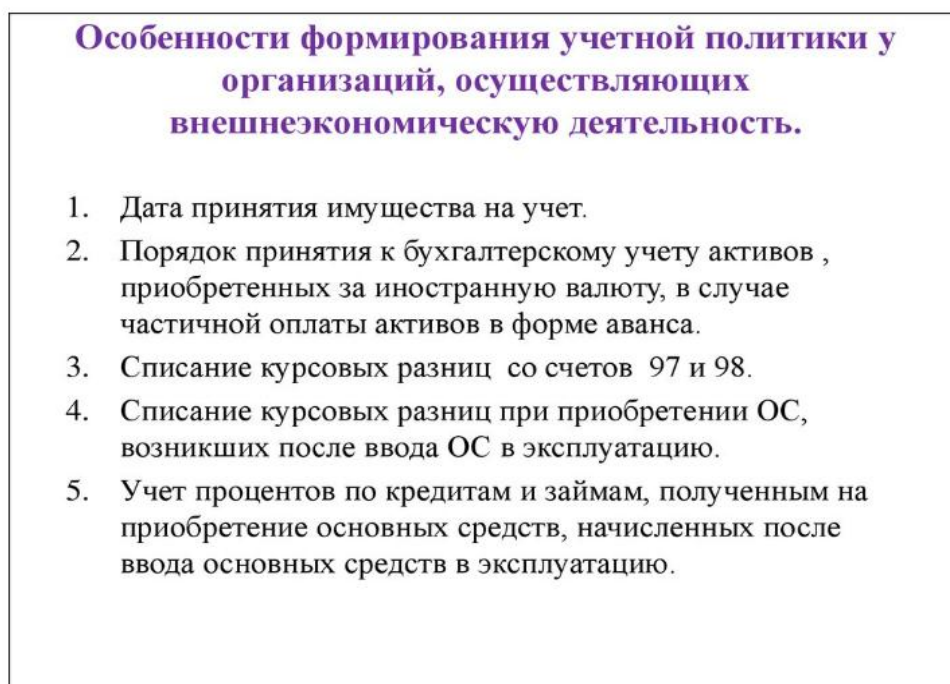 Особенности формирования учетной политики у
организаций, осуществляющих
внешнеэкономическую деятельность.
1. Дата принятия имущества на учет.
2. Порядок принятия к бухгалтерскому учету активов ,
приобретенных за иностранную валюту, в случае
частичной оплаты активов в форме аванса.
3. Списание курсовых разниц со счетов 97 и 98.
4. Списание курсовых разниц при приобретении ОС,
возникших после ввода ОС в эксплуатацию.
5. Учет процентов по кредитам и займам, полученным на
приобретение основных средств, начисленных после
ввода основных средств в эксплуатацию.